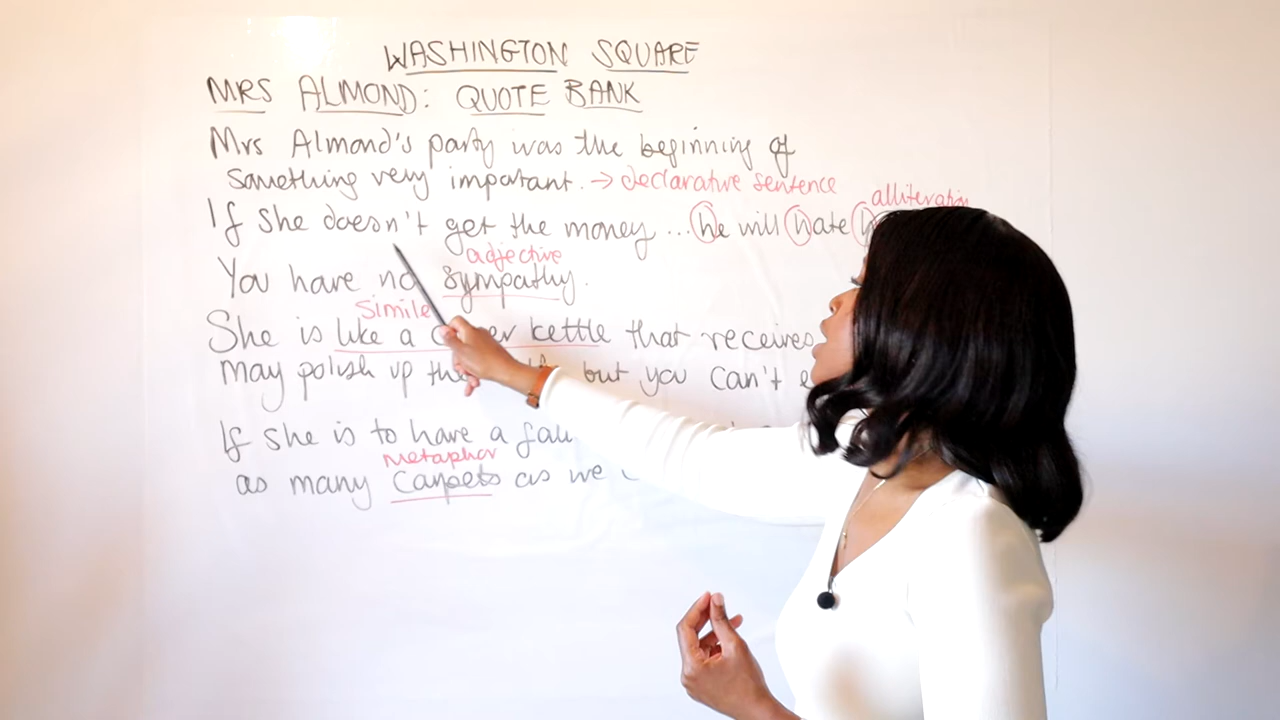 WASHINGTON SQUARE
MRS ALMOND: QUOTE BANK
Mrs Almond's party was the beginning of
something very important. → declarative sentence
alliteration
If she doesn't get the money ... he will hate
adjective
You have no sympathy.
Simile
She is like a kettle that receives
may polish up the but you can't
If she is to have a
metaphor
as many carpets as we